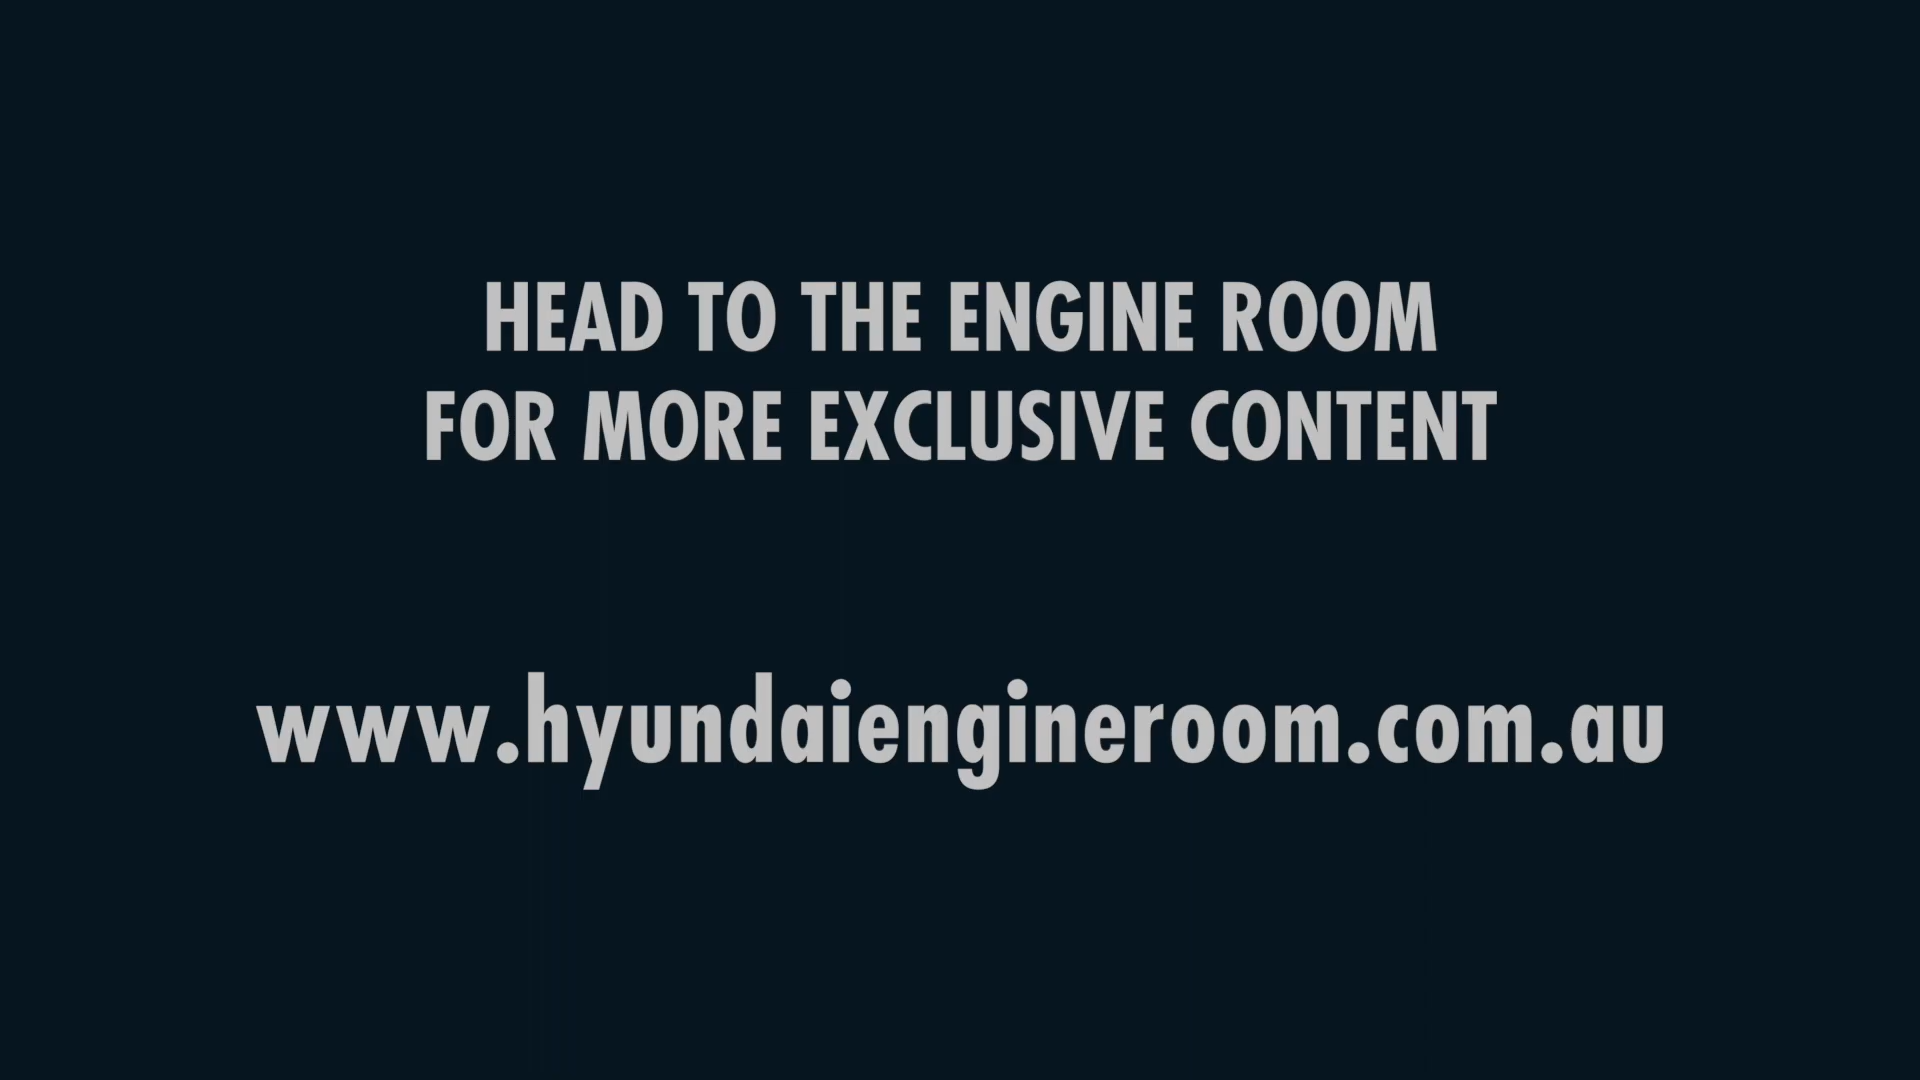 HEAD TO THE ENGINE ROOM
FOR MORE EXCLUSIVE CONTENT
www.hyundaiengineroom.com.au